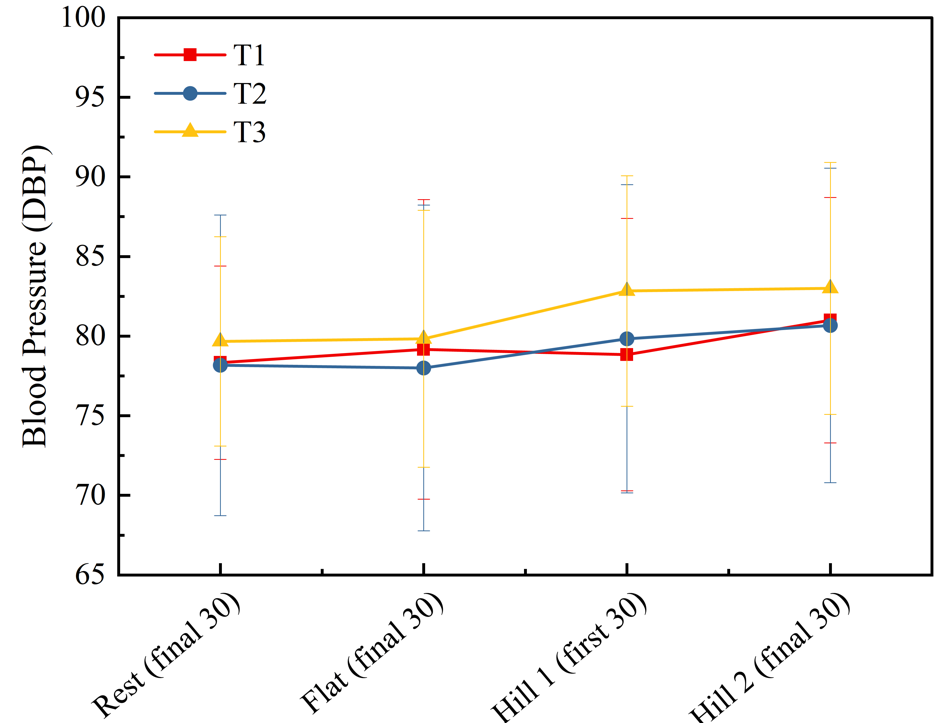 100
95
90
85
80
75
70
65
Blood Pressure (DBP)
T1
T2
T3
Rest (final 30)
Flat (final 30)
Hill 1 (first 30)
Hill 2 (final 30)